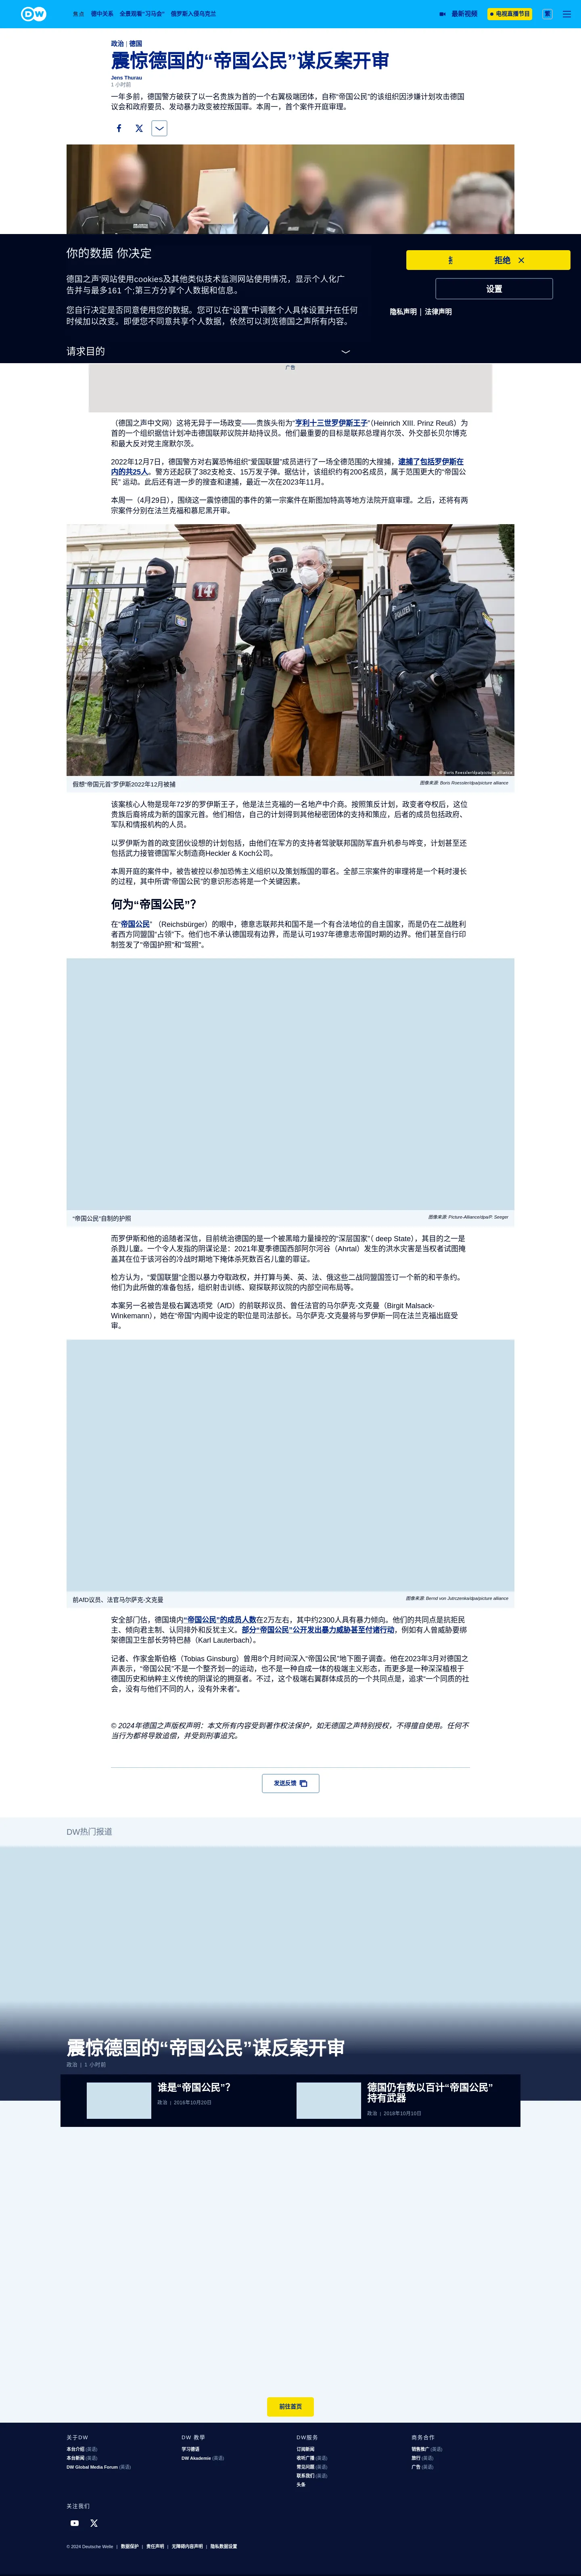 DW
焦点 德中关系 全景观看"习马会" 俄罗斯入侵乌克兰
最新视频
电视直播节目
繁
政治 | 德国
震惊德国的“帝国公民”谋反案开审
Jens Thurau
1 小时前
一年多前，德国警方破获了以一名贵族为首的一个右翼极端团体，自称“帝国公民”的该组织因涉嫌计划攻击德国
议会和政府要员、发动暴力政变被控叛国罪。本周一，首个案件开庭审理。
你的数据 你决定
德国之声'网站使用cookies及其他类似技术监测网站使用情况，显示个人化广
告并与最多161 个;第三方分享个人数据和信息。
您自行决定是否同意使用您的数据。您可以在“设置”中调整个人具体设置并在任何
时候加以改变。即便您不同意共享个人数据，依然可以浏览德国之声所有内容。
请求目的
拒绝
设置
隐私声明 | 法律声明
广告
（德国之声中文网）这将无异于一场政变——贵族头衔为“亨利十三世罗伊斯王子”（Heinrich XIII. Prinz Reuß）为
首的一个组织据信计划冲击德国联邦议院并劫持议员。他们最重要的目标是联邦总理肖尔茨、外交部长贝尔博克
和最大反对党主席默尔茨。
2022年12月7日，德国警方对右翼恐怖组织“爱国联盟”成员进行了一场全德范围的大搜捕，逮捕了包括罗伊斯在
内的共25人。警方还起获了382支枪支、15万发子弹。据估计，该组织约有200名成员，属于范围更大的“帝国公
民” 运动。此后还有进一步的搜查和逮捕，最近一次在2023年11月。
本周一（4月29日），围绕这一震惊德国的事件的第一宗案件在斯图加特高等地方法院开庭审理。之后，还将有两
宗案件分别在法兰克福和慕尼黑开审。
14
POLIZEI
© Boris Roessler/dpa/picture alliance
假想“帝国元首”罗伊斯2022年12月被捕
图像来源: Boris Roessler/dpa/picture alliance
该案核心人物是现年72岁的罗伊斯王子，他是法兰克福的一名地产中介商。按照策反计划，政变者夺权后，这位
贵族后裔将成为新的国家元首。他们相信，自己的计划得到其他秘密团体的支持和策应，后者的成员包括政府、
军队和情报机构的人员。
以罗伊斯为首的政变团伙设想的计划包括，由他们在军方的支持者驾驶联邦国防军直升机参与哗变，计划甚至还
包括武力接管德国军火制造商Heckler & Koch公司。
本周开庭的案件中，被告被控以参加恐怖主义组织以及策划叛国的罪名。全部三宗案件的审理将是一个耗时漫长
的过程，其中所谓“帝国公民”的意识形态将是一个关键因素。
何为“帝国公民”？
在“帝国公民” （Reichsbürger）的眼中，德意志联邦共和国不是一个有合法地位的自主国家，而是仍在二战胜利
者西方同盟国“占领”下。他们也不承认德国现有边界，而是认可1937年德意志帝国时期的边界。他们甚至自行印
制签发了“帝国护照”和“驾照”。
“帝国公民”自制的护照
图像来源: Picture-Alliance/dpa/P. Seeger
而罗伊斯和他的追随者深信，目前统治德国的是一个被黑暗力量操控的“深层国家”（ deep State），其目的之一是
杀戮儿童。一个令人发指的阴谋论是：2021年夏季德国西部阿尔河谷（Ahrtal）发生的洪水灾害是当权者试图掩
盖其在位于该河谷的冷战时期地下掩体杀死数百名儿童的罪证。
检方认为，“爱国联盟”企图以暴力夺取政权，并打算与美、英、法、俄这些二战同盟国签订一个新的和平条约。
他们为此所做的准备包括，组织射击训练、窥探联邦议院的内部空间布局等。
本案另一名被告是极右翼选项党（AfD）的前联邦议员、曾任法官的马尔萨克-文克曼（Birgit Malsack-
Winkemann），她在“帝国”内阁中设定的职位是司法部长。马尔萨克-文克曼将与罗伊斯一同在法兰克福出庭受
审。
前AfD议员、法官马尔萨克-文克曼
图像来源: Bernd von Jutrczenka/dpa/picture alliance
安全部门估，德国境内“帝国公民”的成员人数在2万左右，其中约2300人具有暴力倾向。他们的共同点是抗拒民
主、倾向君主制、认同排外和反犹主义。部分“帝国公民”公开发出暴力威胁甚至付诸行动，例如有人曾威胁要绑
架德国卫生部长劳特巴赫（Karl Lauterbach）。
记者、作家金斯伯格（Tobias Ginsburg）曾用8个月时间深入“帝国公民”地下圈子调查。他在2023年3月对德国之
声表示，“帝国公民”不是一个整齐划一的运动，也不是一种自成一体的极端主义形态，而更多是一种深深植根于
德国历史和纳粹主义传统的阴谋论的拥趸者。不过，这个极端右翼群体成员的一个共同点是，追求“一个同质的社
会，没有与他们不同的人，没有外来者”。
© 2024年德国之声版权声明：本文所有内容受到著作权法保护，如无德国之声特别授权，不得擅自使用。任何不
当行为都将导致追偿，并受到刑事追究。
发送反馈
DW热门报道
震惊德国的“帝国公民”谋反案开审
政治 | 1 小时前
谁是“帝国公民”？
政治 | 2016年10月20日
德国仍有数以百计“帝国公民”
持有武器
政治 | 2018年10月10日
前往首页
关于DW
本台介绍 (英语)
本台新闻 (英语)
DW Global Media Forum (英语)
DW 教學
学习德语
DW Akademie (英语)
DW服务
订阅新闻
收听广播 (英语)
常见问题 (英语)
联系我们 (英语)
头条
商务合作
销售推广 (英语)
旅行 (英语)
广告 (英语)
关注我们
© 2024 Deutsche Welle | 数据保护 | 责任声明 | 无障碍内容声明 | 隐私数据设置